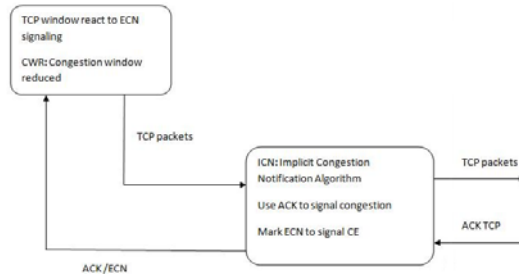 TCP window react to ECN
signaling
CWR: Congestion window
reduced
TCP packets
ICN: Implicit Congestion
Notification Algorithm
Use ACK to signal congestion
Mark ECN to signal CE
TCP packets
ACK TCP
ACK/ECN